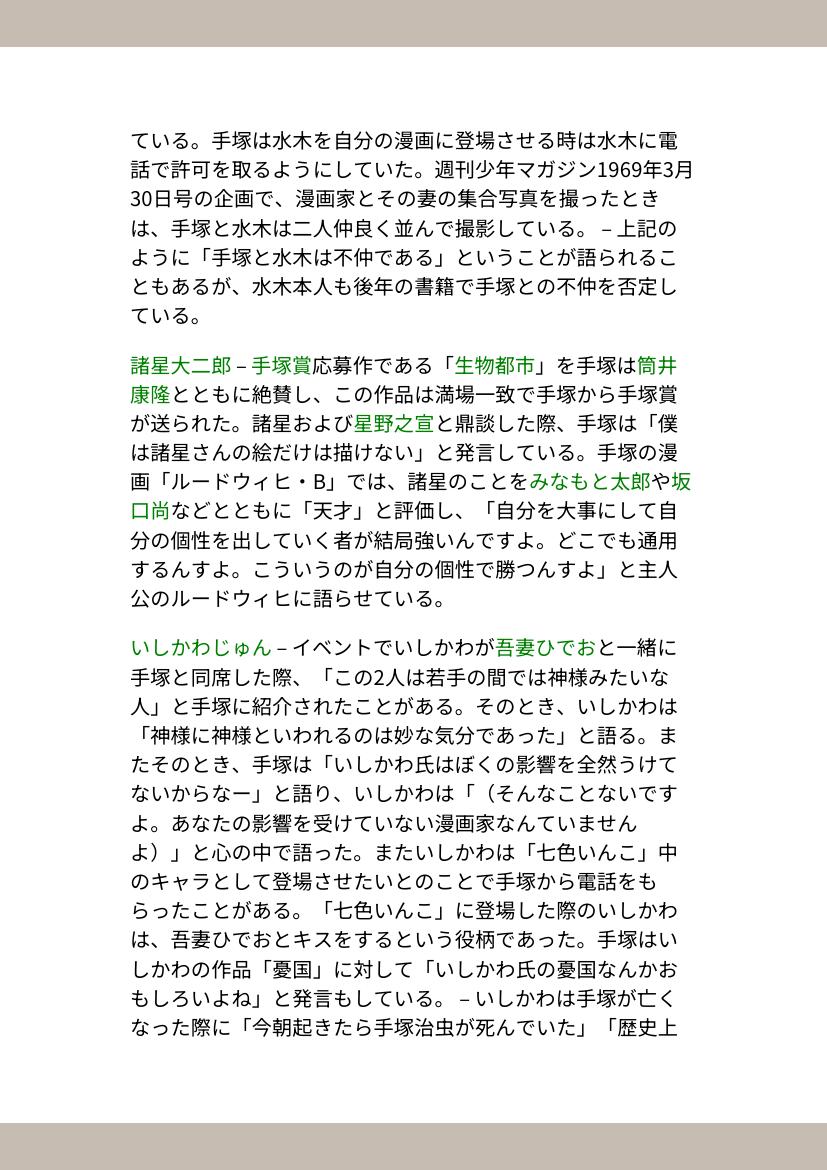 ている。手塚は水木を自分の漫画に登場させる時は水木に電
話で許可を取るようにしていた。週刊少年マガジン1969年3月
30日号の企画で、漫画家とその妻の集合写真を撮ったとき
は、手塚と水木は二人仲良く並んで撮影している。 – 上記の
ように「手塚と水木は不仲である」ということが語られるこ
ともあるが、水木本人も後年の書籍で手塚との不仲を否定し
ている。
諸星大二郎 – 手塚賞応募作である「生物都市」を手塚は筒井
康隆とともに絶賛し、この作品は満場一致で手塚から手塚賞
が送られた。諸星および星野之宣と鼎談した際、手塚は「僕
は諸星さんの絵だけは描けない」と発言している。手塚の漫
画「ルードウィヒ・B」では、諸星のことをみなもと太郎や坂
口尚などとともに「天才」と評価し、「自分を大事にして自
分の個性を出していく者が結局強いんですよ。どこでも通用
するんすよ。こういうのが自分の個性で勝つんすよ」と主人
公のルードウィヒに語らせている。
いしかわじゅん – イベントでいしかわが吾妻ひでおと一緒に
手塚と同席した際、「この2人は若手の間では神様みたいな
人」と手塚に紹介されたことがある。そのとき、いしかわは
「神様に神様といわれるのは妙な気分であった」と語る。ま
たそのとき、手塚は「いしかわ氏はぼくの影響を全然うけて
ないからなー」と語り、いしかわは「（そんなことないです
よ。あなたの影響を受けていない漫画家なんていません
よ）」と心の中で語った。またいしかわは「七色いんこ」中
のキャラとして登場させたいとのことで手塚から電話をも
らったことがある。「七色いんこ」に登場した際のいしかわ
は、吾妻ひでおとキスをするという役柄であった。手塚はい
しかわの作品「憂国」に対して「いしかわ氏の憂国なんかお
もしろいよね」と発言もしている。 – いしかわは手塚が亡く
なった際に「今朝起きたら手塚治虫が死んでいた」「歴史上